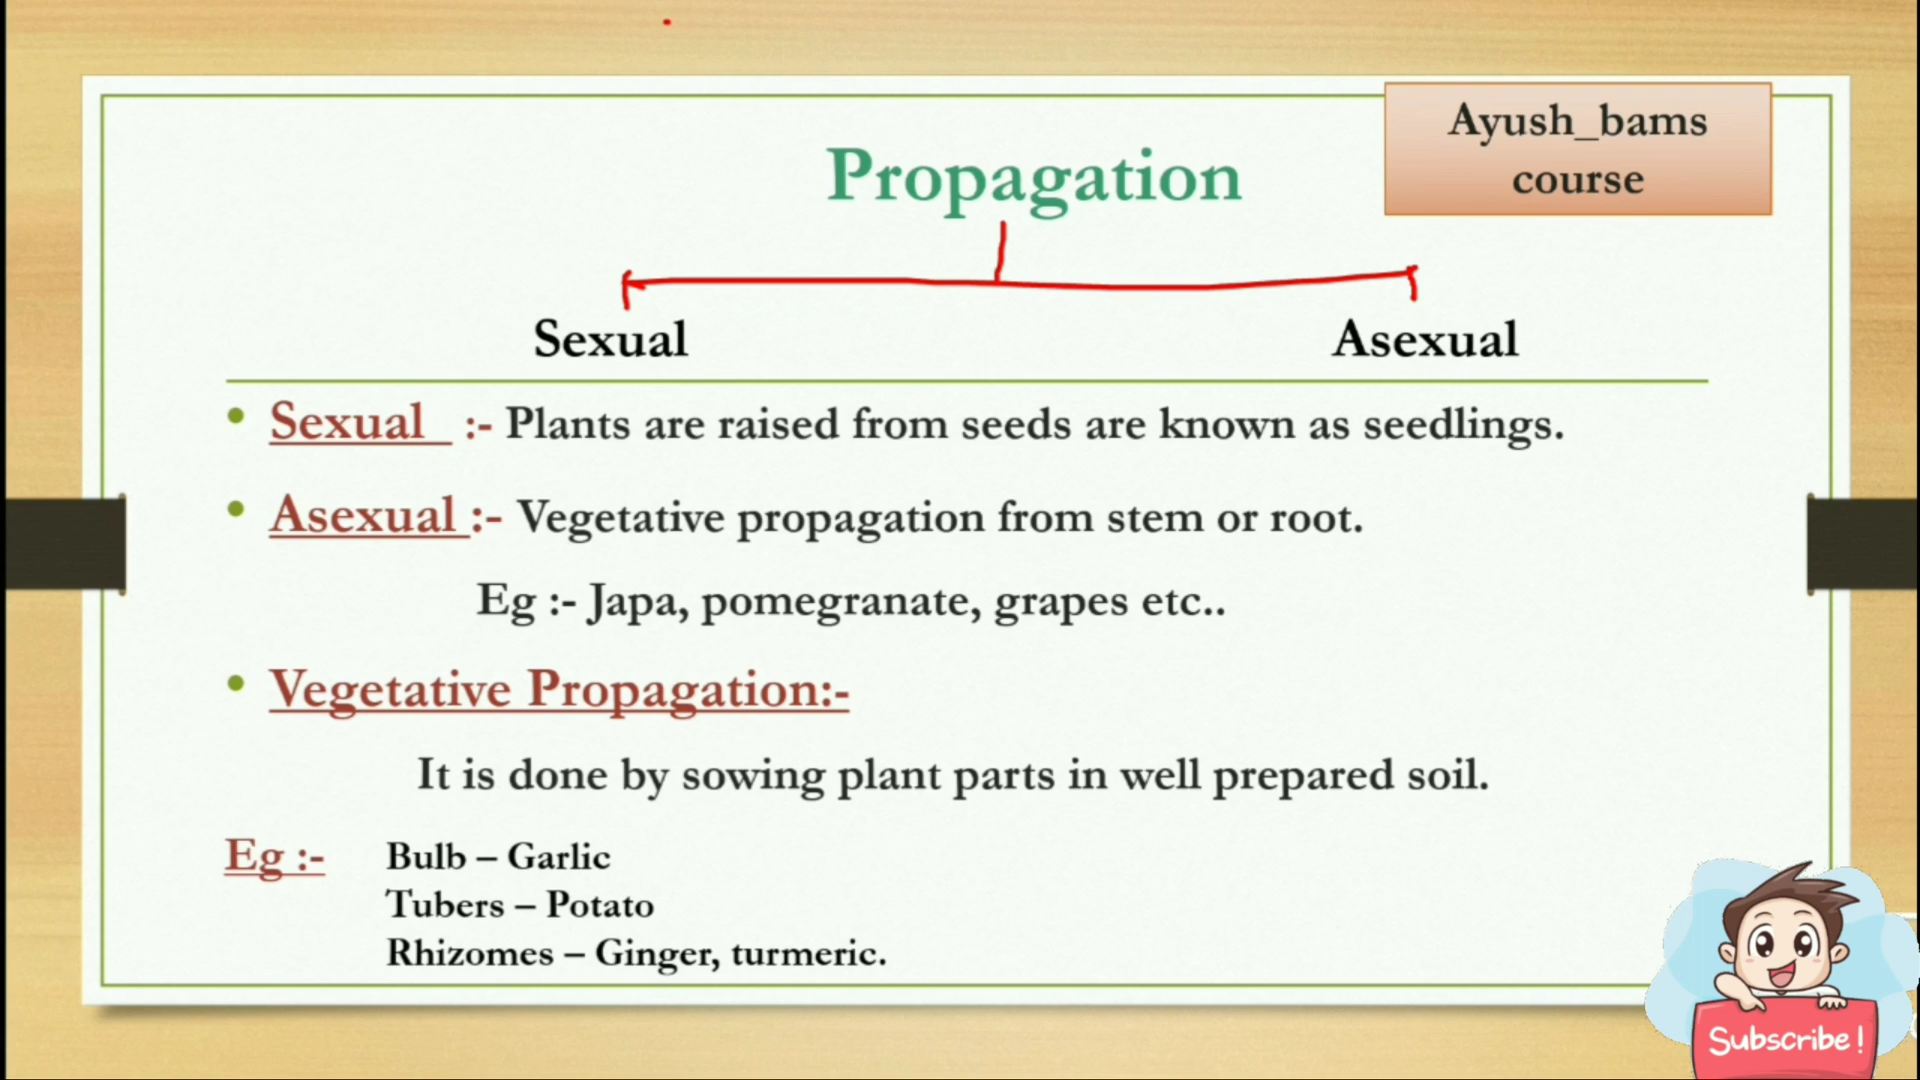 Ayush_bams
course
Propagation
Sexual Asexual
• Sexual :- Plants are raised from seeds are known as seedlings.
• Asexual :- Vegetative propagation from stem or root.
Eg :- Japa, pomegranate, grapes etc..
• Vegetative Propagation:-
It is done by sowing plant parts in well prepared soil.
Eg :- Bulb – Garlic
Tubers – Potato
Rhizomes – Ginger, turmeric.
Subscribe!